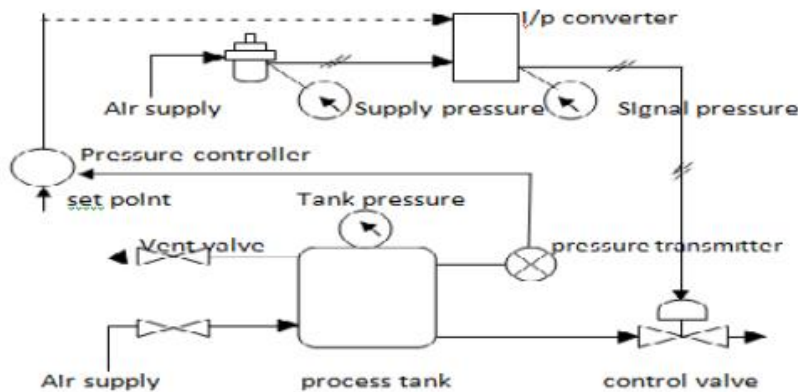 I/p converter
Air supply
Supply pressure
Signal pressure
Pressure controller
set point
Tank pressure
Vent valve
pressure transmitter
Air supply
process tank
control valve